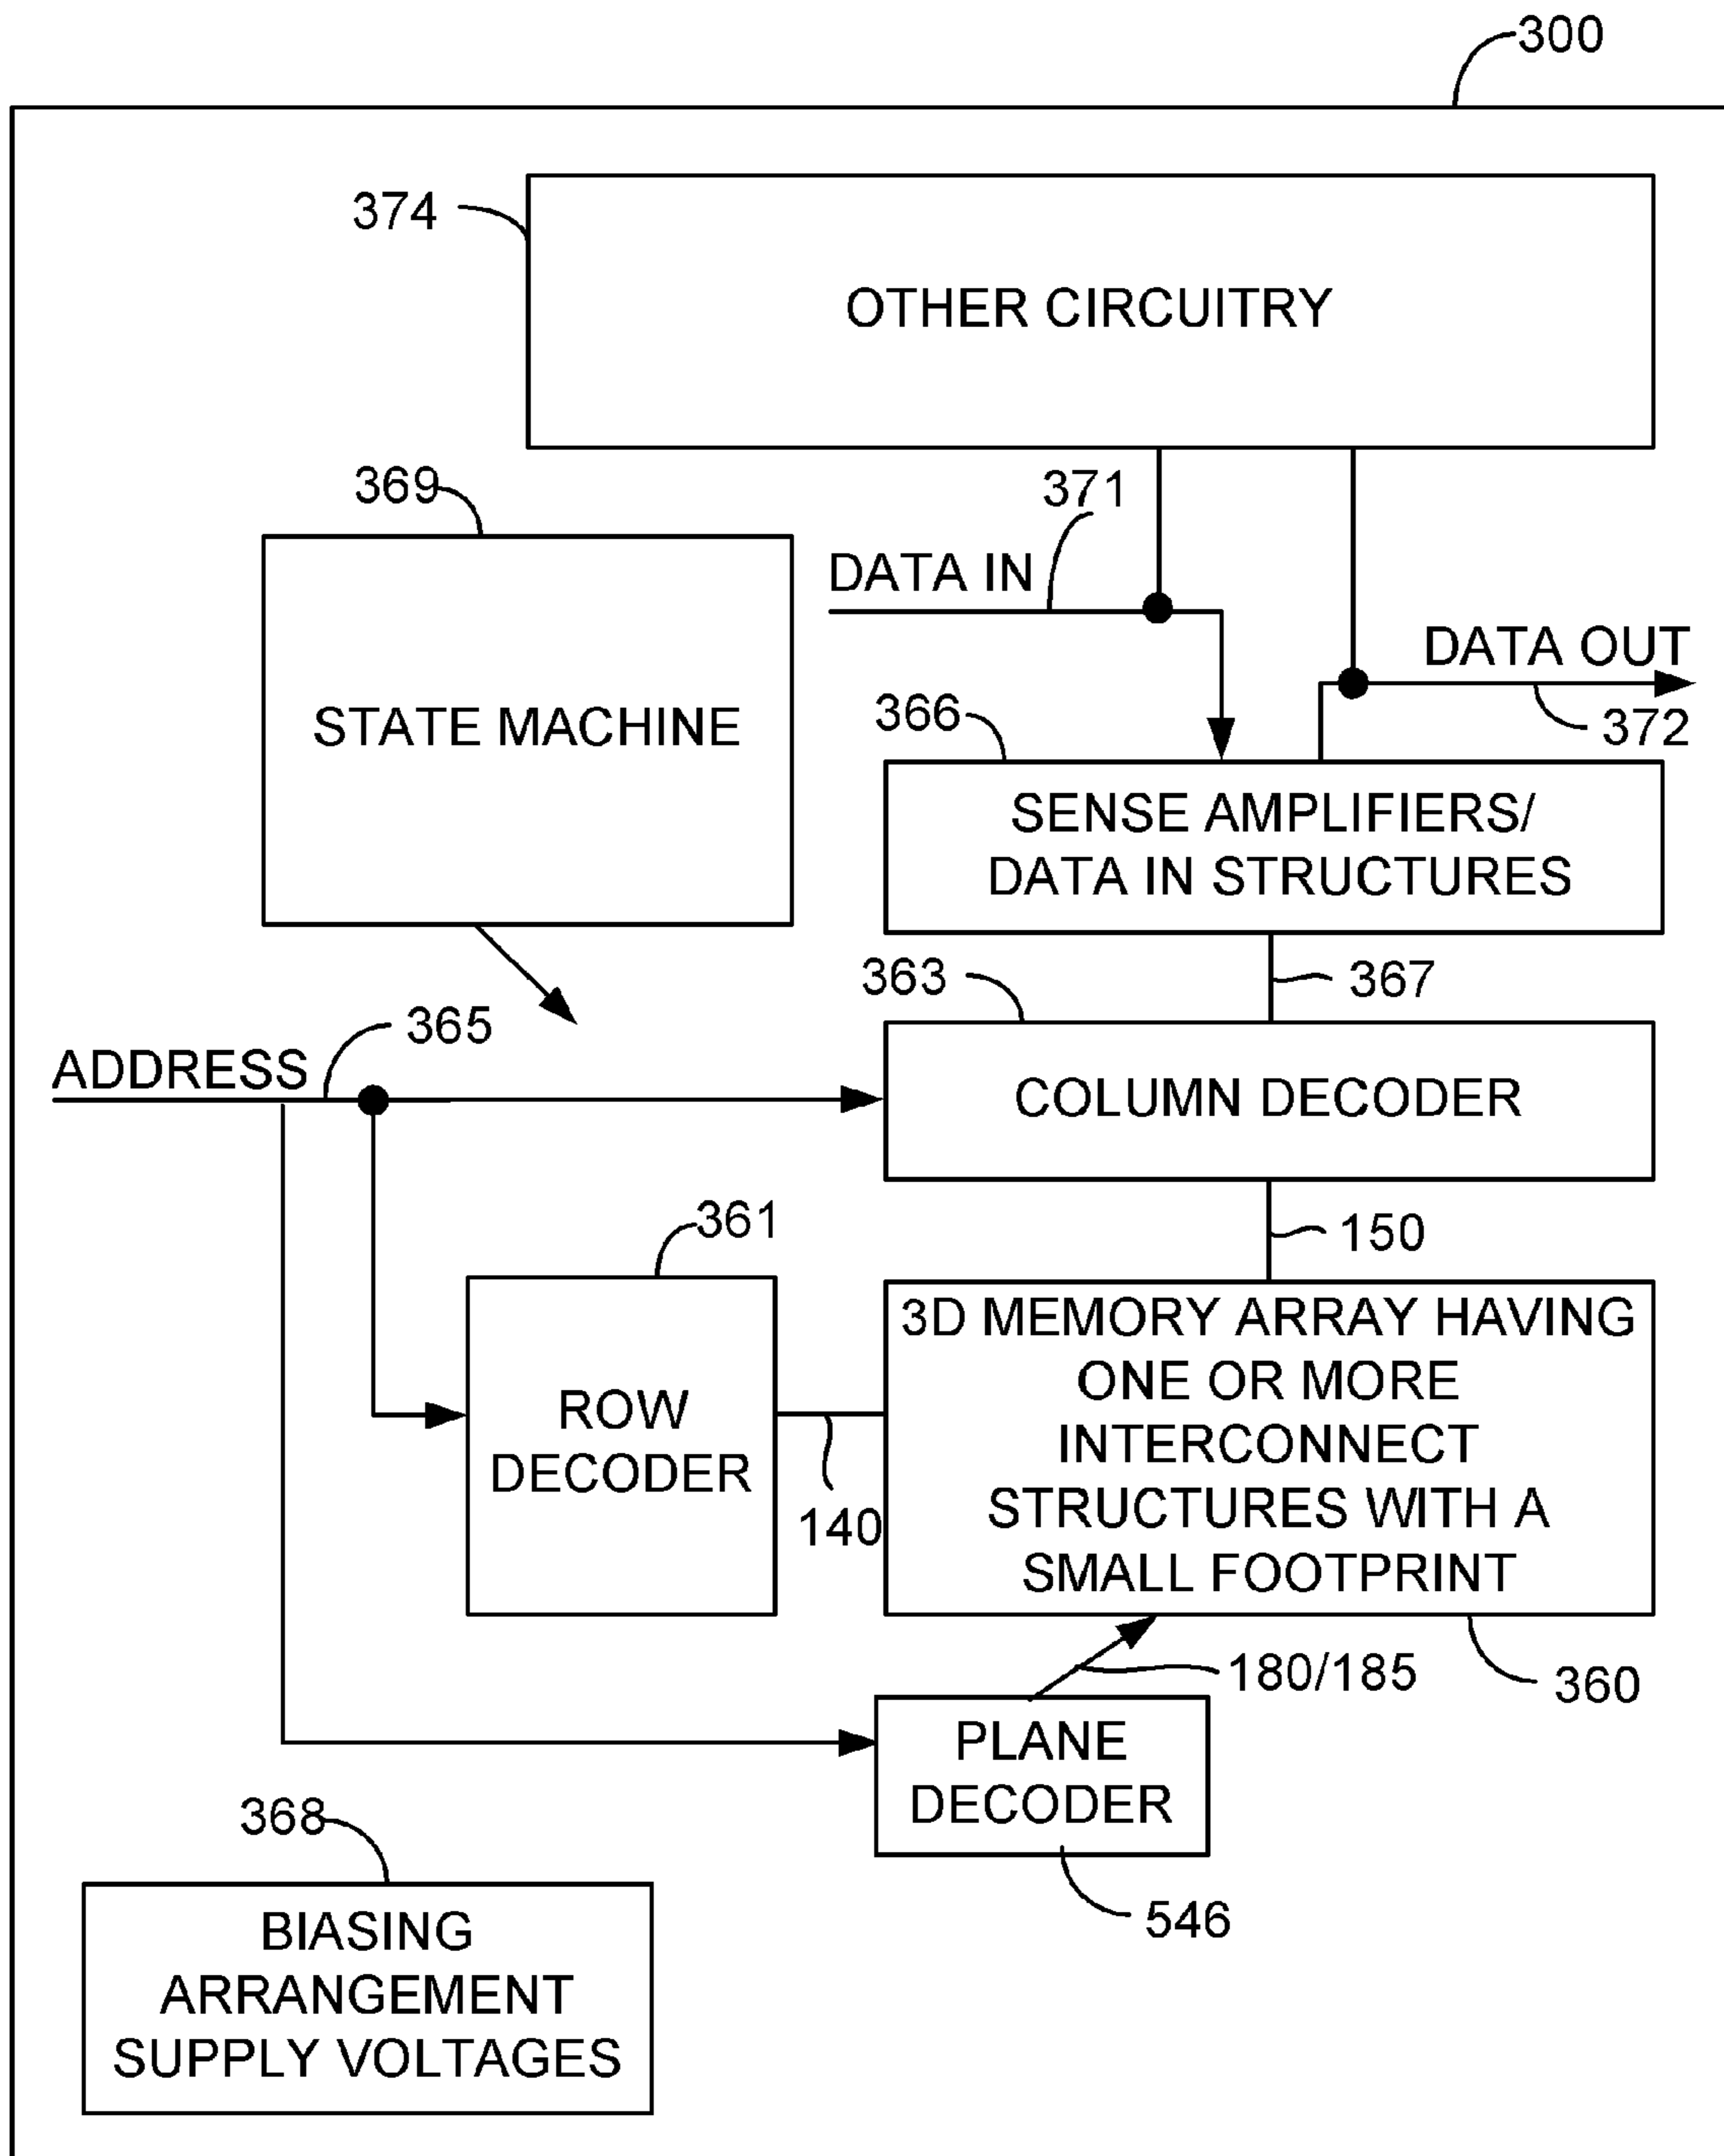 300
374
OTHER CIRCUITRY
369
371
DATA IN
STATE MACHINE
DATA OUT
366
372
SENSE AMPLIFIERS/
DATA IN STRUCTURES
363
367
365
ADDRESS
COLUMN DECODER
361
150
ROW
DECODER
140
3D MEMORY ARRAY HAVING
ONE OR MORE
INTERCONNECT
STRUCTURES WITH A
SMALL FOOTPRINT
180/185
360
PLANE
DECODER
546
368
BIASING
ARRANGEMENT
SUPPLY VOLTAGES